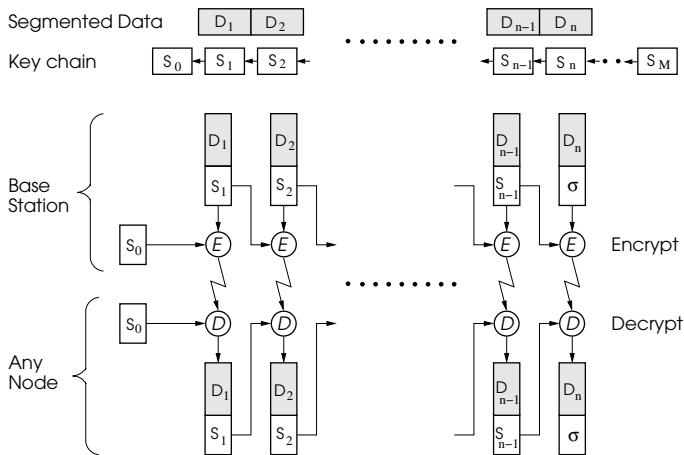 Segmented Data D1 D2 Dn−1 Dn
Key chain S0 S1 S2 Sn−1 Sn SM
D1 D2 Dn−1 Dn
S1 S2 Sn−1 σ
Base
Station
S0 E E E E Encrypt
S0 D D D D Decrypt
Any
Node
D1 D2 Dn−1 Dn
S1 S2 Sn−1 σ